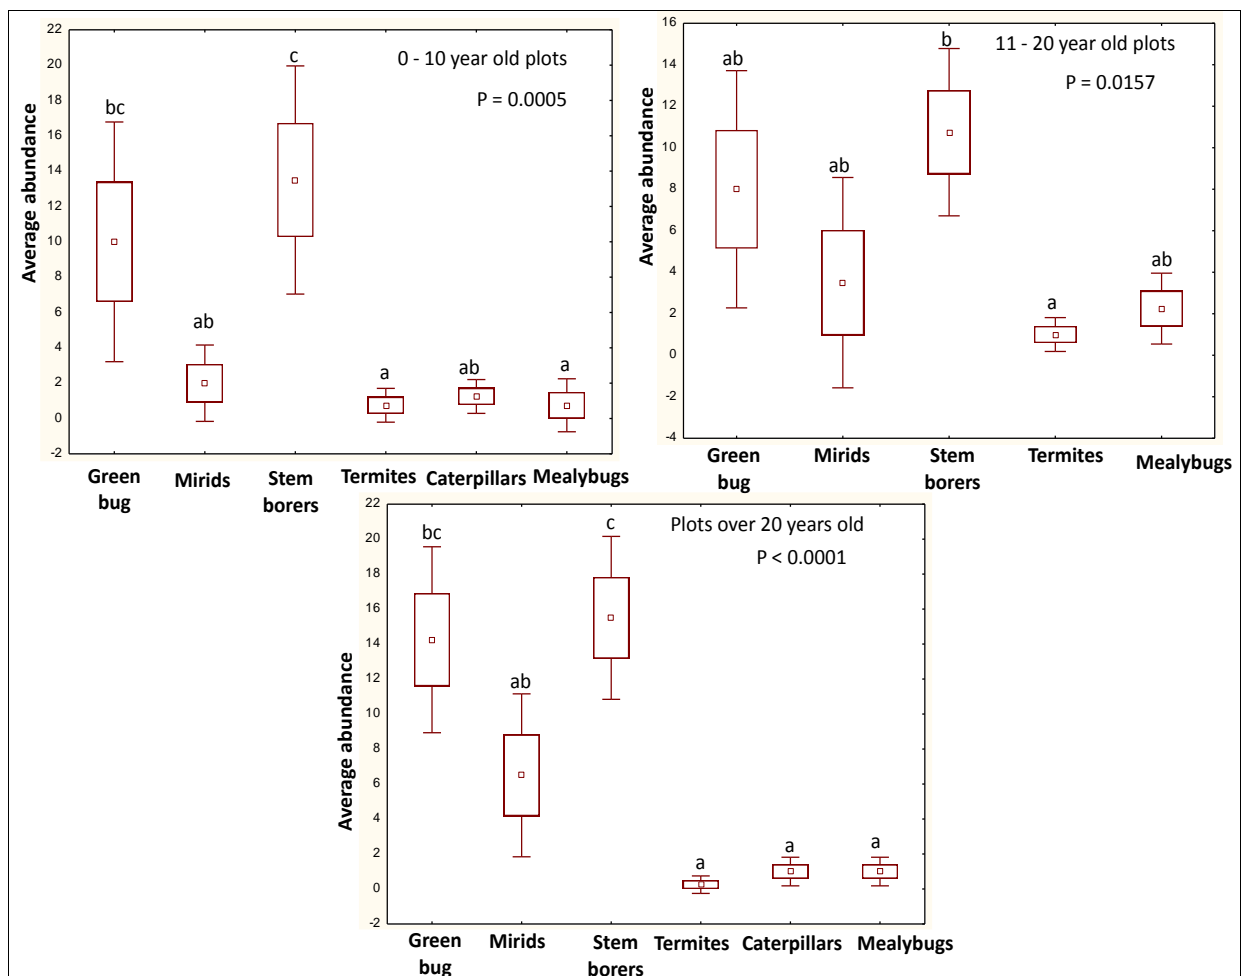 22
20
18
16
14
12
10
8
6
4
2
0
-2
Average abundance
0 - 10 year old plots
P = 0.0005
bc
ab
c
a
ab
a
Green
bug
Mirids
Stem
borers
Termites
Caterpillars
Mealybugs
16
14
12
10
8
6
4
2
0
-2
-4
Average abundance
11 - 20 year old plots
P = 0.0157
ab
ab
b
a
ab
Green
bug
Mirids
Stem
borers
Termites
Mealybugs
22
20
18
16
14
12
10
8
6
4
2
0
-2
Average abundance
Plots over 20 years old
P < 0.0001
bc
ab
c
a
a
a
Green
bug
Mirids
Stem
borers
Termites
Caterpillars
Mealybugs